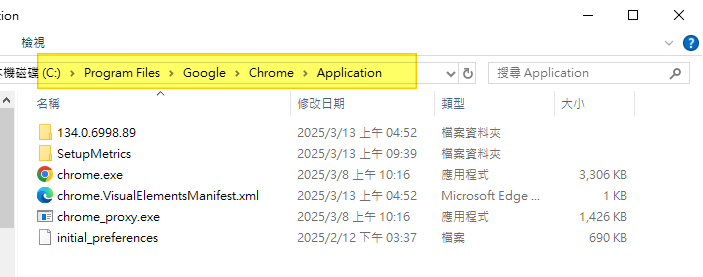 tion
檢視
本機磁碟 (C:) > Program Files > Google > Chrome > Application
搜尋 Application
名稱 修改日期 類型 大小
134.0.6998.89 2025/3/13 上午 04:52 檔案資料夾
SetupMetrics 2025/3/13 上午 09:39 檔案資料夾
chrome.exe 2025/3/8 上午 10:16 應用程式 3,306 KB
chrome.VisualElementsManifest.xml 2025/3/13 上午 04:52 Microsoft Edge ... 1 KB
chrome_proxy.exe 2025/3/8 上午 10:16 應用程式 1,426 KB
initial_preferences 2025/2/12 下午 03:37 檔案 690 KB